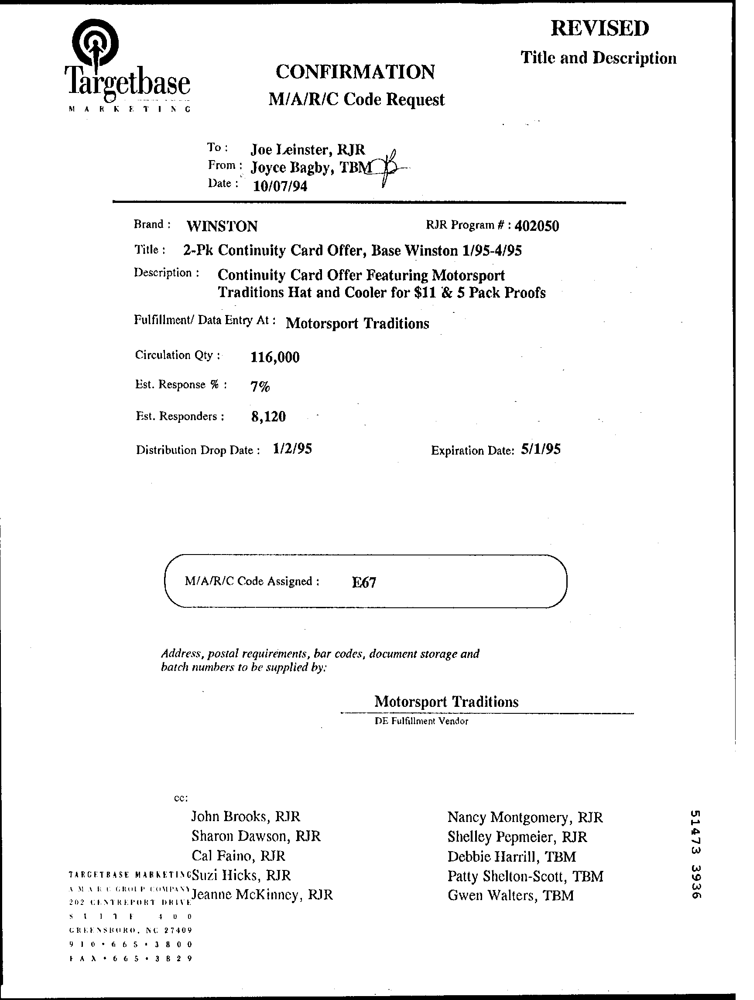 REVISED
Title and Description
Targetbase
MARKETING
CONFIRMATION
M/A/R/C Code Request
To : Joe Leinster, RJR
From : Joyce Bagby, TBM
Date : 10/07/94
Brand : WINSTON RJR Program # : 402050
Title : 2-Pk Continuity Card Offer, Base Winston 1/95-4/95
Description : Continuity Card Offer Featuring Motorsport
Traditions Hat and Cooler for $11 & 5 Pack Proofs
Fulfillment/ Data Entry At : Motorsport Traditions
Circulation Qty : 116,000
Est. Response % : 7%
Est. Responders : 8,120
Distribution Drop Date : 1/2/95 Expiration Date: 5/1/95
M/A/R/C Code Assigned : E67
Address, postal requirements, bar codes, document storage and
batch numbers to be supplied by:
Motorsport Traditions
DE Fulfillment Vendor
cc:
John Brooks, RJR Nancy Montgomery, RJR
Sharon Dawson, RJR Shelley Pepmeier, RJR
Cal Faino, RJR Debbie Harrill, TBM
Suzi Hicks, RJR Patty Shelton-Scott, TBM
Jeanne McKinney, RJR Gwen Walters, TBM
TARGETBASE MARKETING
A M/A/R/C GROUP COMPANY
202 CENTREPORT DRIVE
SUITE 400
GREENSBORO, NC 27409
910•665•3800
FAX•665•3829
51473 3936